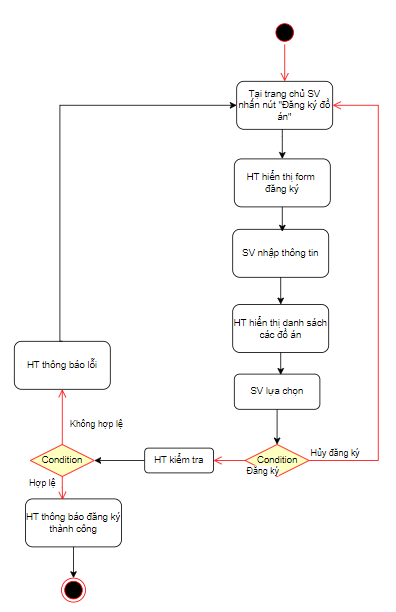 Tại trang chủ SV
nhấn nút "Đăng ký đồ
án"
HT hiển thị form
đăng ký
SV nhập thông tin
HT hiển thị danh sách
các đồ án
HT thông báo lỗi
SV lựa chọn
Không hợp lệ
Hủy đăng ký
Condition
HT kiểm tra
Condition
Đăng ký
Hợp lệ
HT thông báo đăng ký
thành công